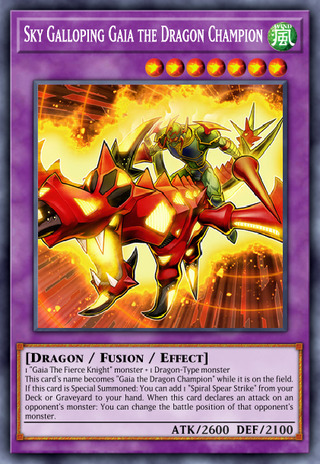 Sky Galloping Gaia the Dragon Champion
WIND
風
[Dragon / Fusion / Effect]
1 "Gaia The Fierce Knight" monster + 1 Dragon-Type monster
This card's name becomes "Gaia the Dragon Champion" while it is on the field.
If this card is Special Summoned: You can add 1 "Spiral Spear Strike" from your
Deck or Graveyard to your hand. When this card declares an attack on an
opponent's monster: You can change the battle position of that opponent's
monster.
ATK/2600 DEF/2100